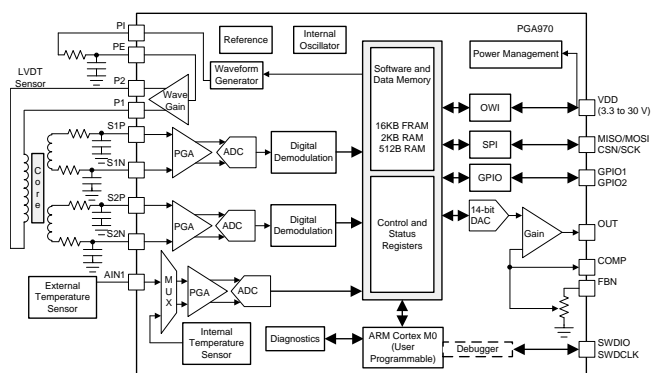 PI
PGA970
Reference
Internal
Oscillator
PE
Power Management
LVDT
Sensor
P2
Waveform
Generator
Software and
Data Memory
Wave
Gain
P1
OWI
VDD
(3.3 to 30 V)
16KB FRAM
2KB RAM
512B RAM
S1P
PGA
ADC
Digital
Demodulation
SPI
MISO/MOSI
CSN/SCK
S1N
GPIO
GPIO1
GPIO2
Core
S2P
PGA
ADC
Digital
Demodulation
Control and
Status
Registers
14-bit
DAC
Gain
OUT
S2N
COMP
AIN1
External
Temperature
Sensor
MUX
PGA
ADC
FBN
Internal
Temperature
Sensor
Diagnostics
ARM Cortex M0
(User
Programmable)
Debugger
SWDIO
SWDCLK